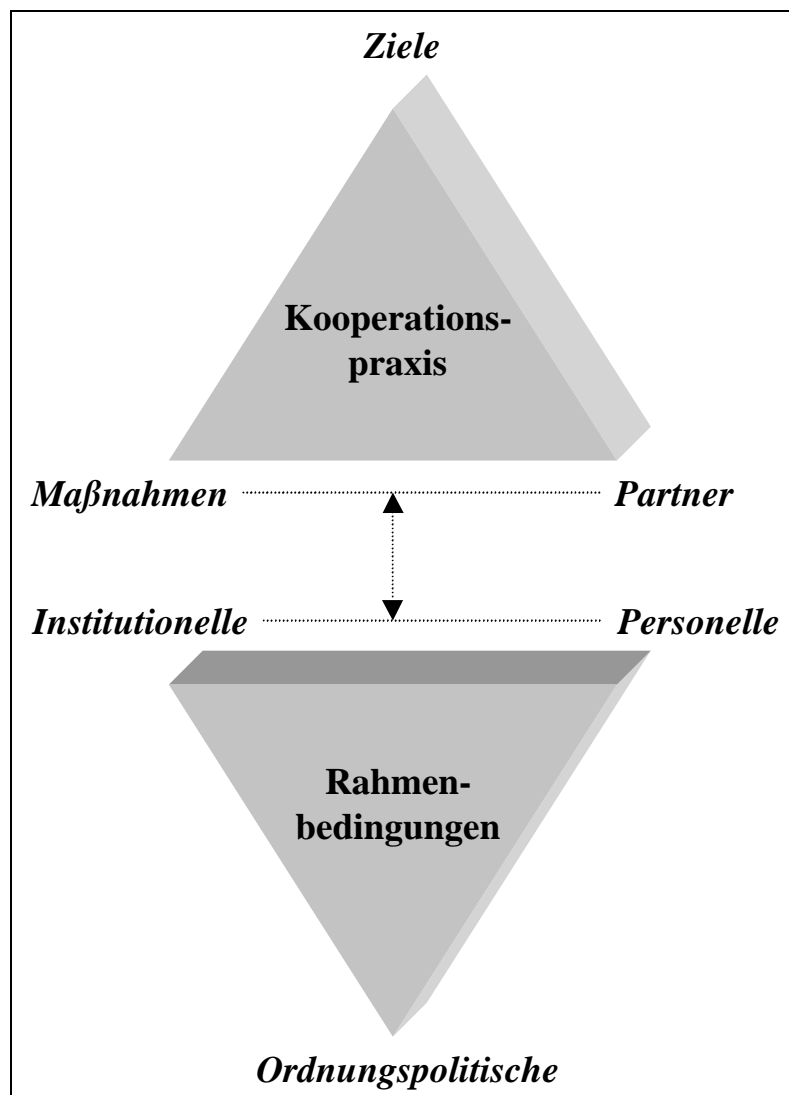 Ziele
Kooperations-
praxis
Maßnahmen Partner
Institutionelle Personelle
Rahmen-
bedingungen
Ordnungspolitische